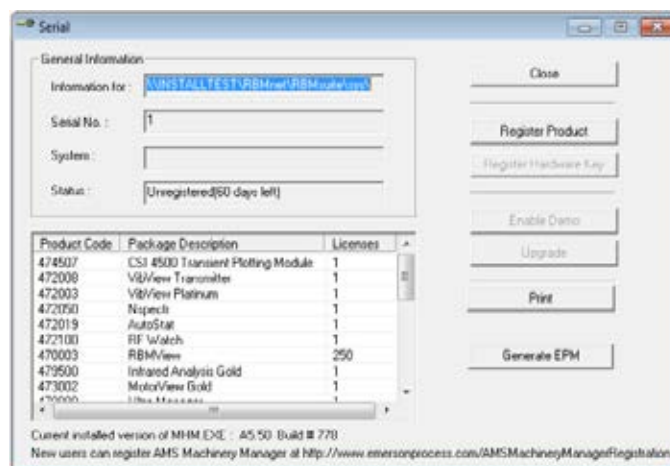 Serial
General Information
Information for : \\INSTALLTEST\RBMnet\RBMsuite\sys\
Serial No. : 1
System :
Status : Unregistered(60 days left)
Close
Register Product
Register Hardware Key
Enable Demo
Upgrade
Print
Generate EPM
Product Code Package Description Licenses
474507 CSI 4500 Transient Plotting Module 1
472008 VibView Transmitter 1
472003 VibView Platinum 1
472050 Nspectr 1
472019 AutoStat 1
472100 RF Watch 1
470003 RBMView 250
479500 Infrared Analysis Gold 1
473002 MotorView Gold 1
Current installed version of MHM.EXE : A5.50 Build # 778
New users can register AMS Machinery Manager at http://www.emersonprocess.com/AMSMachineryManagerRegistration